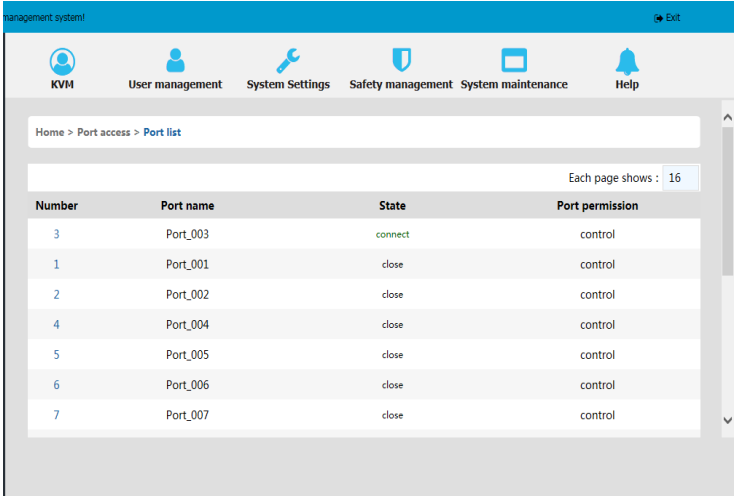 management system! Exit
KVM User management System Settings Safety management System maintenance Help
Home > Port access > Port list
Each page shows : 16
Number Port name State Port permission
3 Port_003 connect control
1 Port_001 close control
2 Port_002 close control
4 Port_004 close control
5 Port_005 close control
6 Port_006 close control
7 Port_007 close control